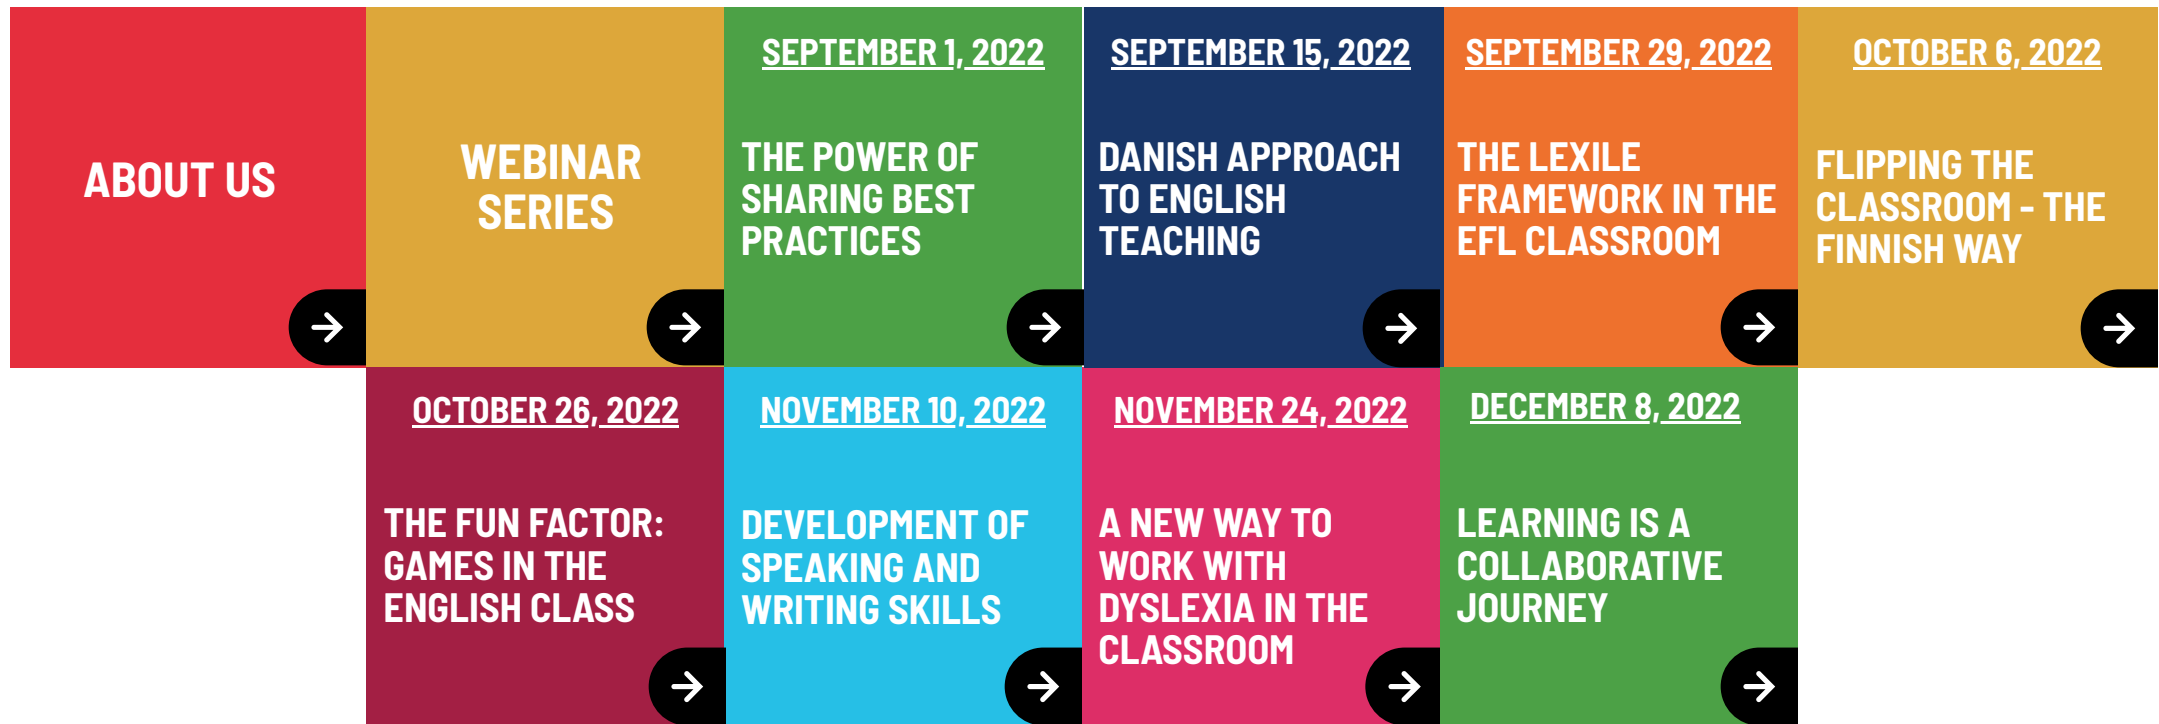 ABOUT US
WEBINAR
SERIES
SEPTEMBER 1, 2022
THE POWER OF
SHARING BEST
PRACTICES
SEPTEMBER 15, 2022
DANISH APPROACH
TO ENGLISH
TEACHING
SEPTEMBER 29, 2022
THE LEXILE
FRAMEWORK IN THE
EFL CLASSROOM
OCTOBER 6, 2022
FLIPPING THE
CLASSROOM - THE
FINNISH WAY
OCTOBER 26, 2022
THE FUN FACTOR:
GAMES IN THE
ENGLISH CLASS
NOVEMBER 10, 2022
DEVELOPMENT OF
SPEAKING AND
WRITING SKILLS
NOVEMBER 24, 2022
A NEW WAY TO
WORK WITH
DYSLEXIA IN THE
CLASSROOM
DECEMBER 8, 2022
LEARNING IS A
COLLABORATIVE
JOURNEY